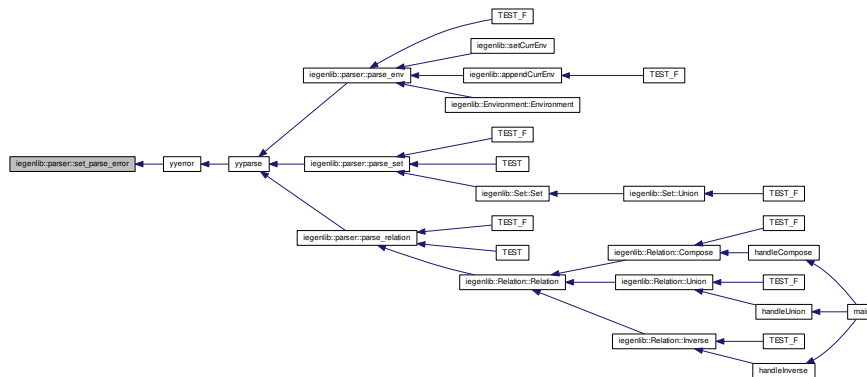 TEST_F
iegenlib::setCurrEnv
iegenlib::parser::parse_env
iegenlib::appendCurrEnv
TEST_F
iegenlib::Environment::Environment
TEST_F
iegenlib::parser::set_parse_error
yyerror
yyparse
iegenlib::parser::parse_set
TEST
iegenlib::Set::Set
iegenlib::Set::Union
TEST_F
TEST_F
TEST_F
iegenlib::parser::parse_relation
TEST
iegenlib::Relation::Compose
handleCompose
iegenlib::Relation::Relation
iegenlib::Relation::Union
TEST_F
handleUnion
main
iegenlib::Relation::Inverse
TEST_F
handleInverse